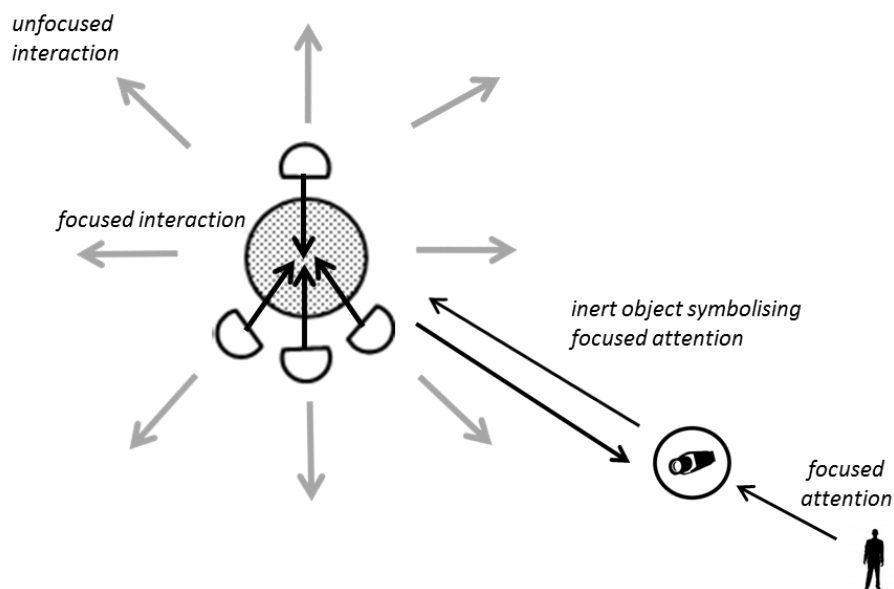 unfocused
interaction
focused interaction
inert object symbolising
focused attention
focused
attention